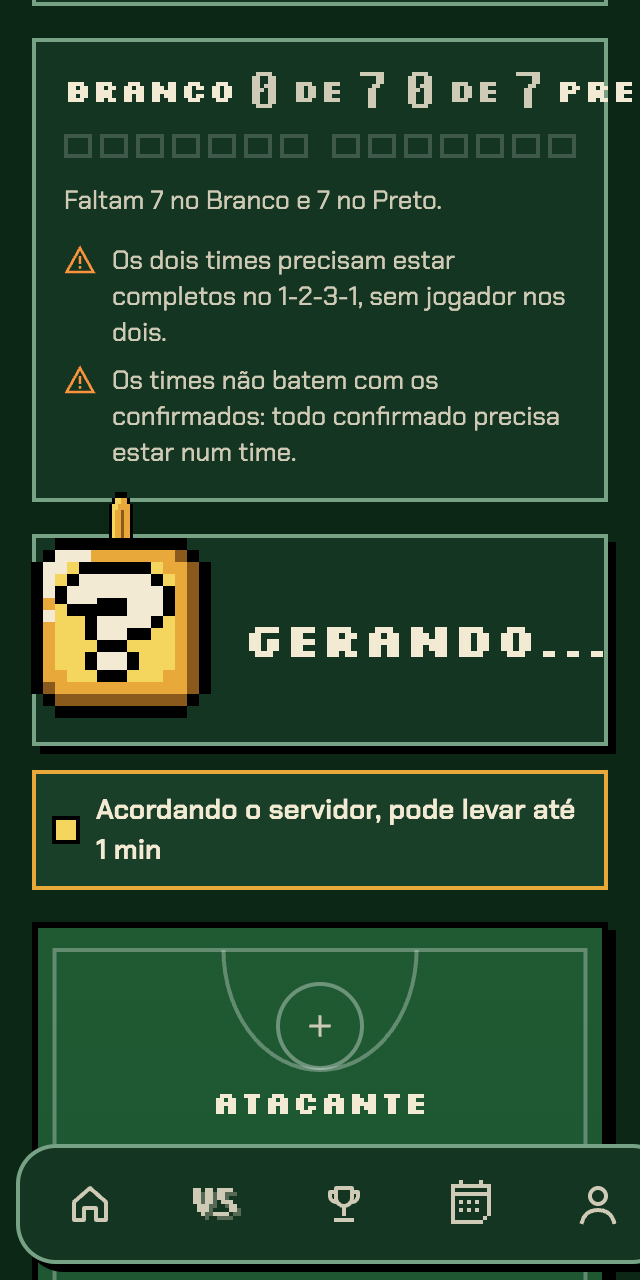 BRANCO 0 DE 7 0 DE 7 PRE
Faltam 7 no Branco e 7 no Preto.
Os dois times precisam estar
completos no 1-2-3-1, sem jogador nos
dois.
Os times não batem com os
confirmados: todo confirmado precisa
estar num time.
?
GERANDO...
Acordando o servidor, pode levar até
1 min
+
ATACANTE
VS